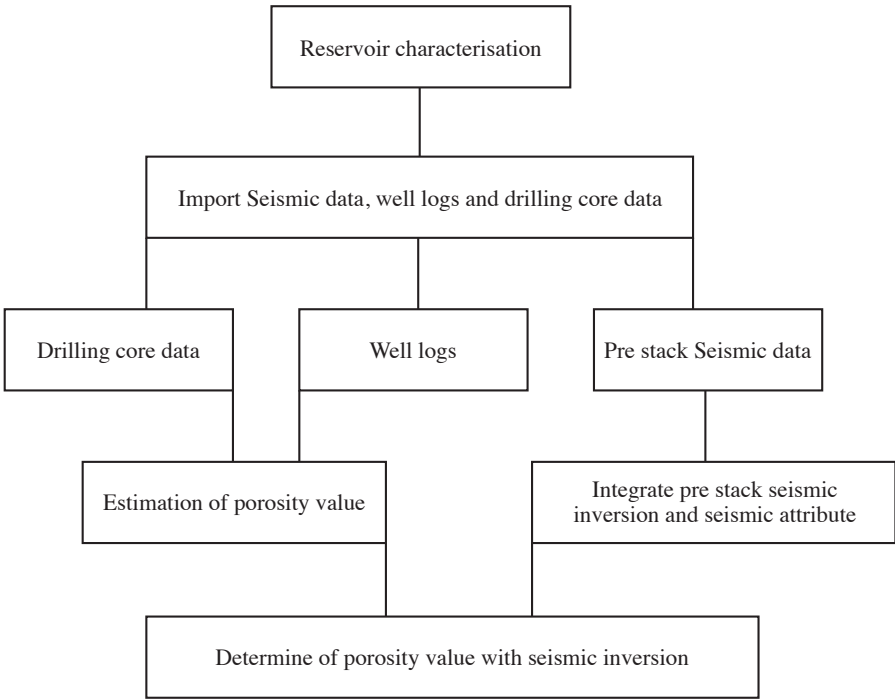 Reservoir characterisation
Import Seismic data, well logs and drilling core data
Drilling core data
Well logs
Pre stack Seismic data
Estimation of porosity value
Integrate pre stack seismic
inversion and seismic attribute
Determine of porosity value with seismic inversion